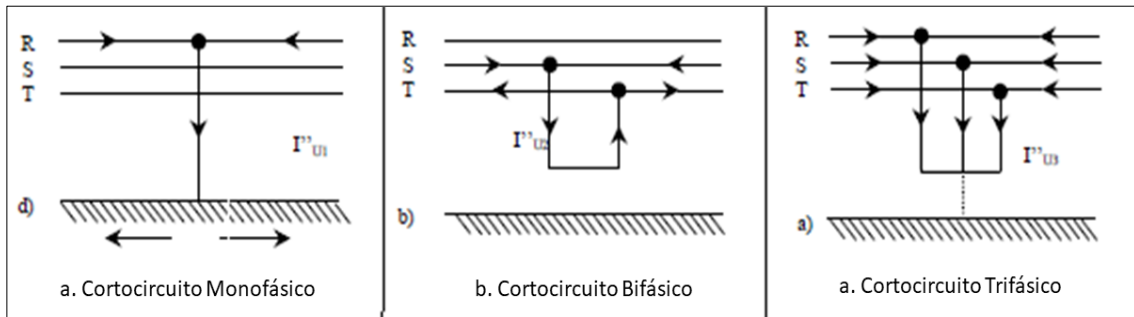 R
S
T
I”U1
d)
a. Cortocircuito Monofásico
R
S
T
I”U2
b)
b. Cortocircuito Bifásico
R
S
T
I”U3
a)
a. Cortocircuito Trifásico